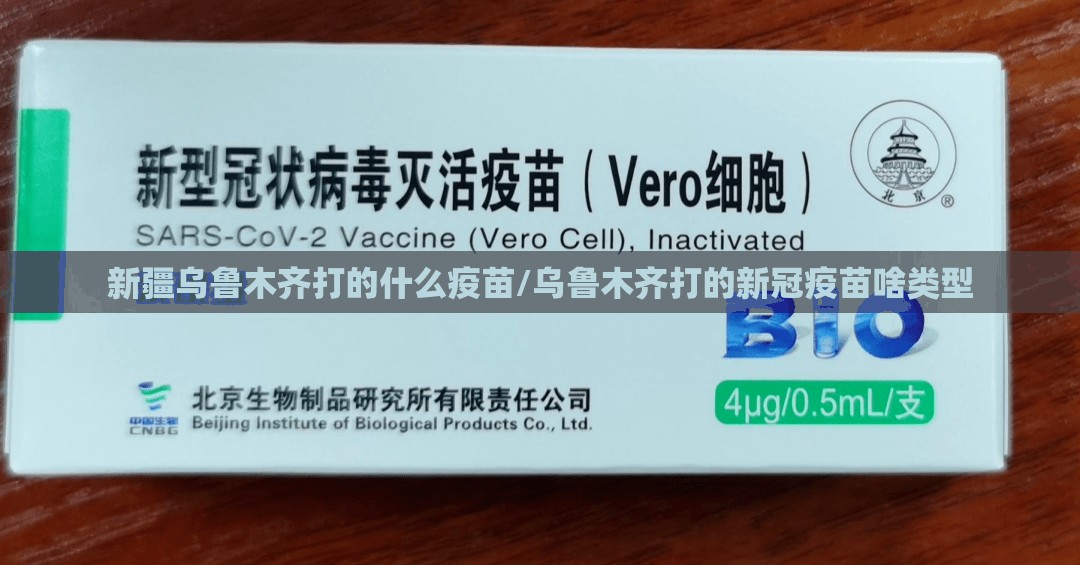 新型冠状病毒灭活疫苗（Vero细胞）
北京
®
SARS-CoV-2 Vaccine (Vero Cell), Inactivated
新疆乌鲁木齐打的什么疫苗/乌鲁木齐打的新冠疫苗啥类型
BIO
4μg/0.5mL/支
中国生物
CNBG
北京生物制品研究所有限责任公司
Beijing Institute of Biological Products Co., Ltd.